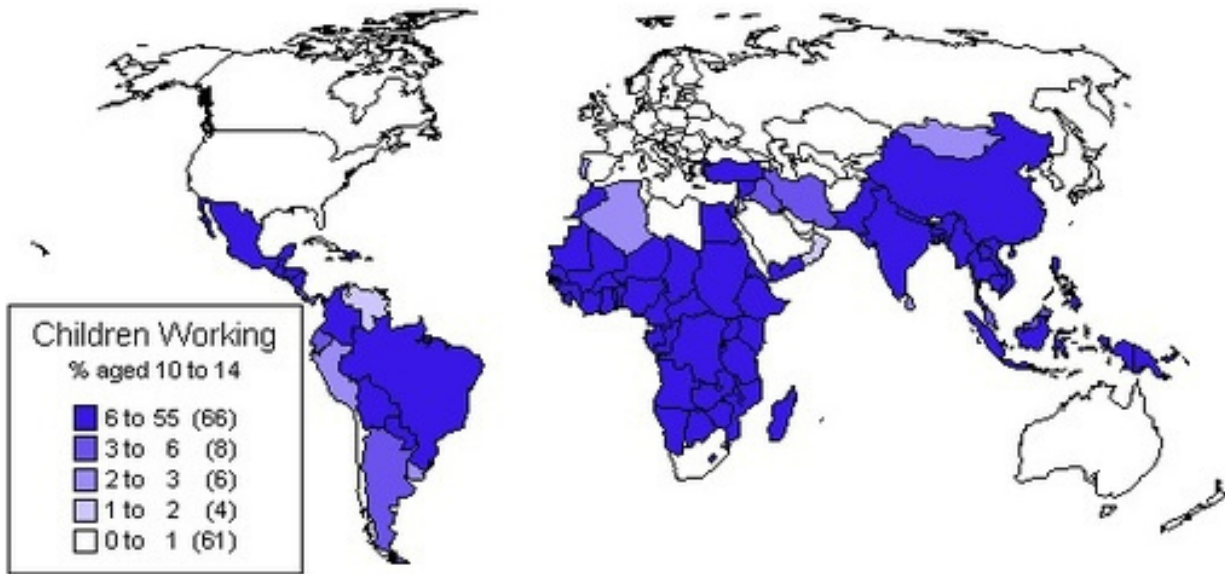 Children Working
% aged 10 to 14
6 to 55 (66)
3 to 6 (8)
2 to 3 (6)
1 to 2 (4)
0 to 1 (61)